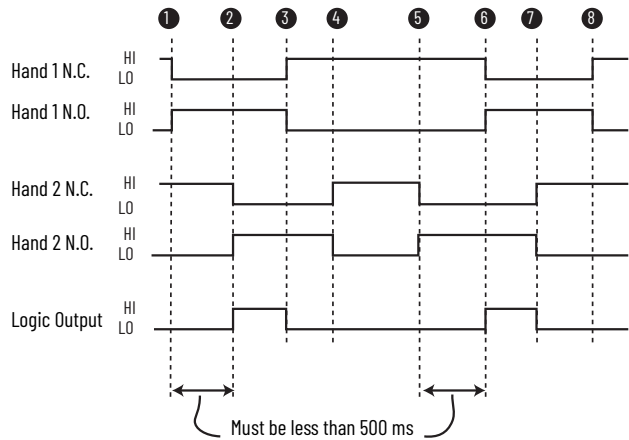 1 2 3 4 5 6 7 8
Hand 1 N.C. HI
LO
Hand 1 N.O. HI
LO
Hand 2 N.C. HI
LO
Hand 2 N.O. HI
LO
Logic Output HI
LO
Must be less than 500 ms